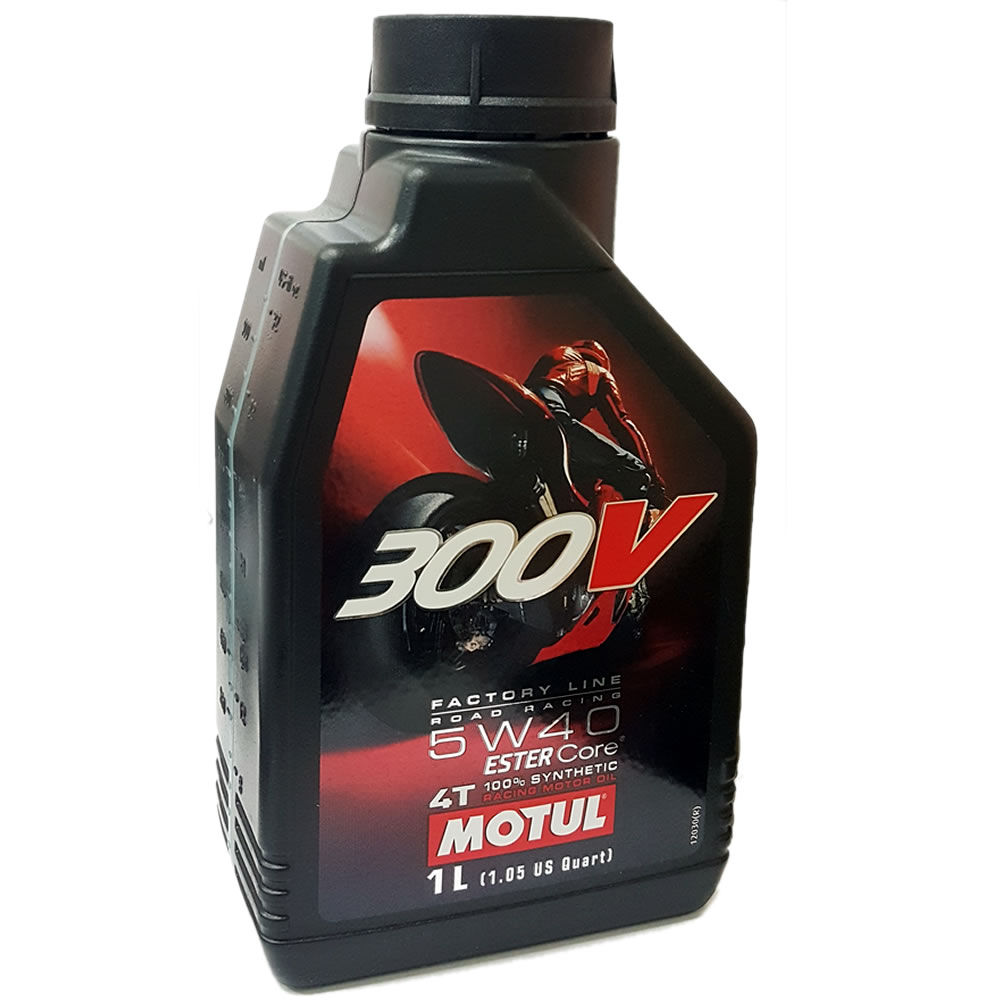 300V
FACTORY LINE
ROAD RACING
5W40
ESTER Core®
4T 100% SYNTHETIC
RACING MOTOR OIL
MOTUL®
1L (1.05 US Quart)
12030(R)